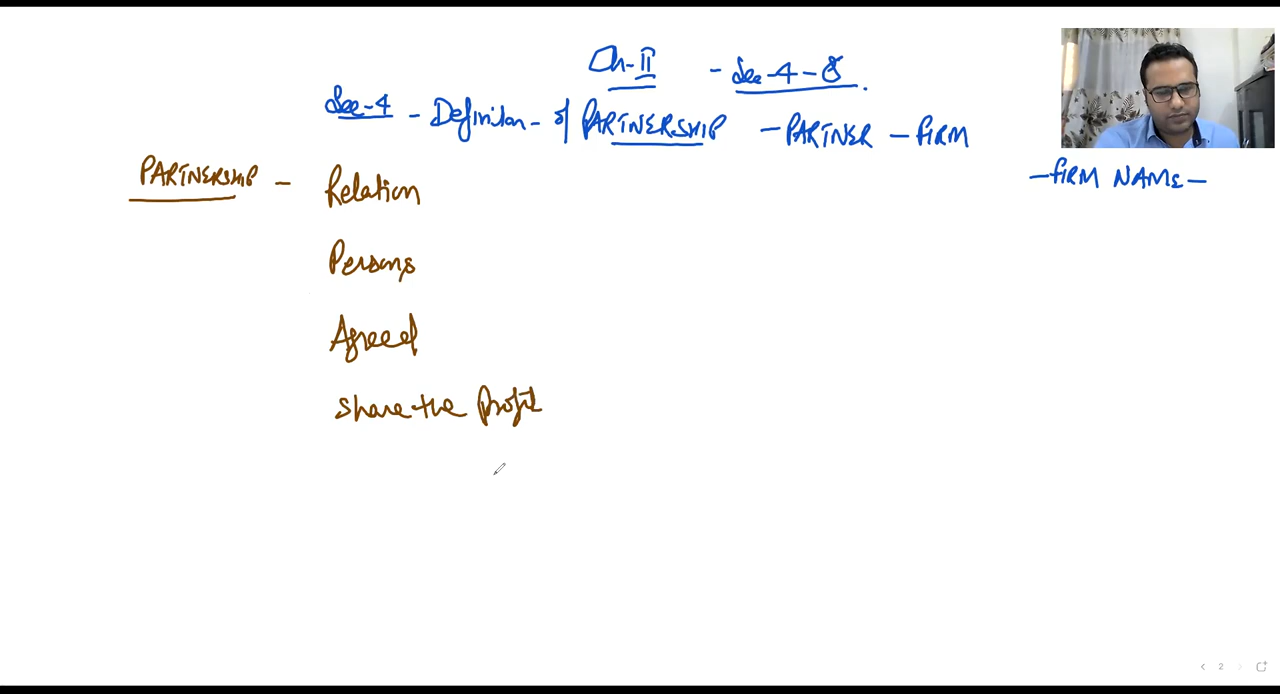 Ch-II - Sec-4-8.
Sec-4 - Definition - of PARTNERSHIP - PARTNER - FIRM
- FIRM NAME -
PARTNERSHIP - Relation
Persons
Agreed
Share the Profit
2